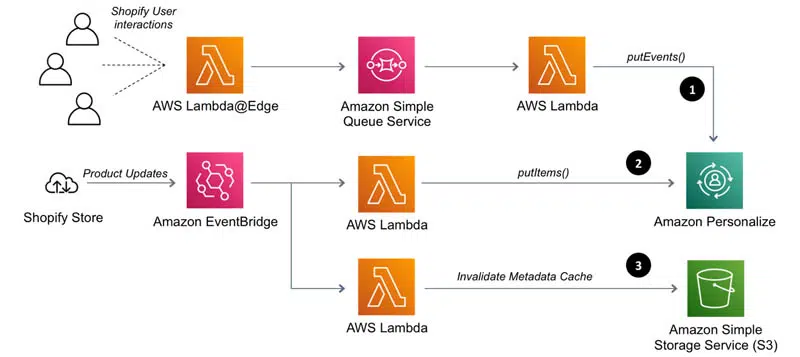 Shopify User
interactions
AWS Lambda@Edge
Amazon Simple
Queue Service
AWS Lambda
putEvents()
1
Product Updates
Shopify Store
Amazon EventBridge
AWS Lambda
putItems()
2
Amazon Personalize
AWS Lambda
Invalidate Metadata Cache
3
Amazon Simple
Storage Service (S3)